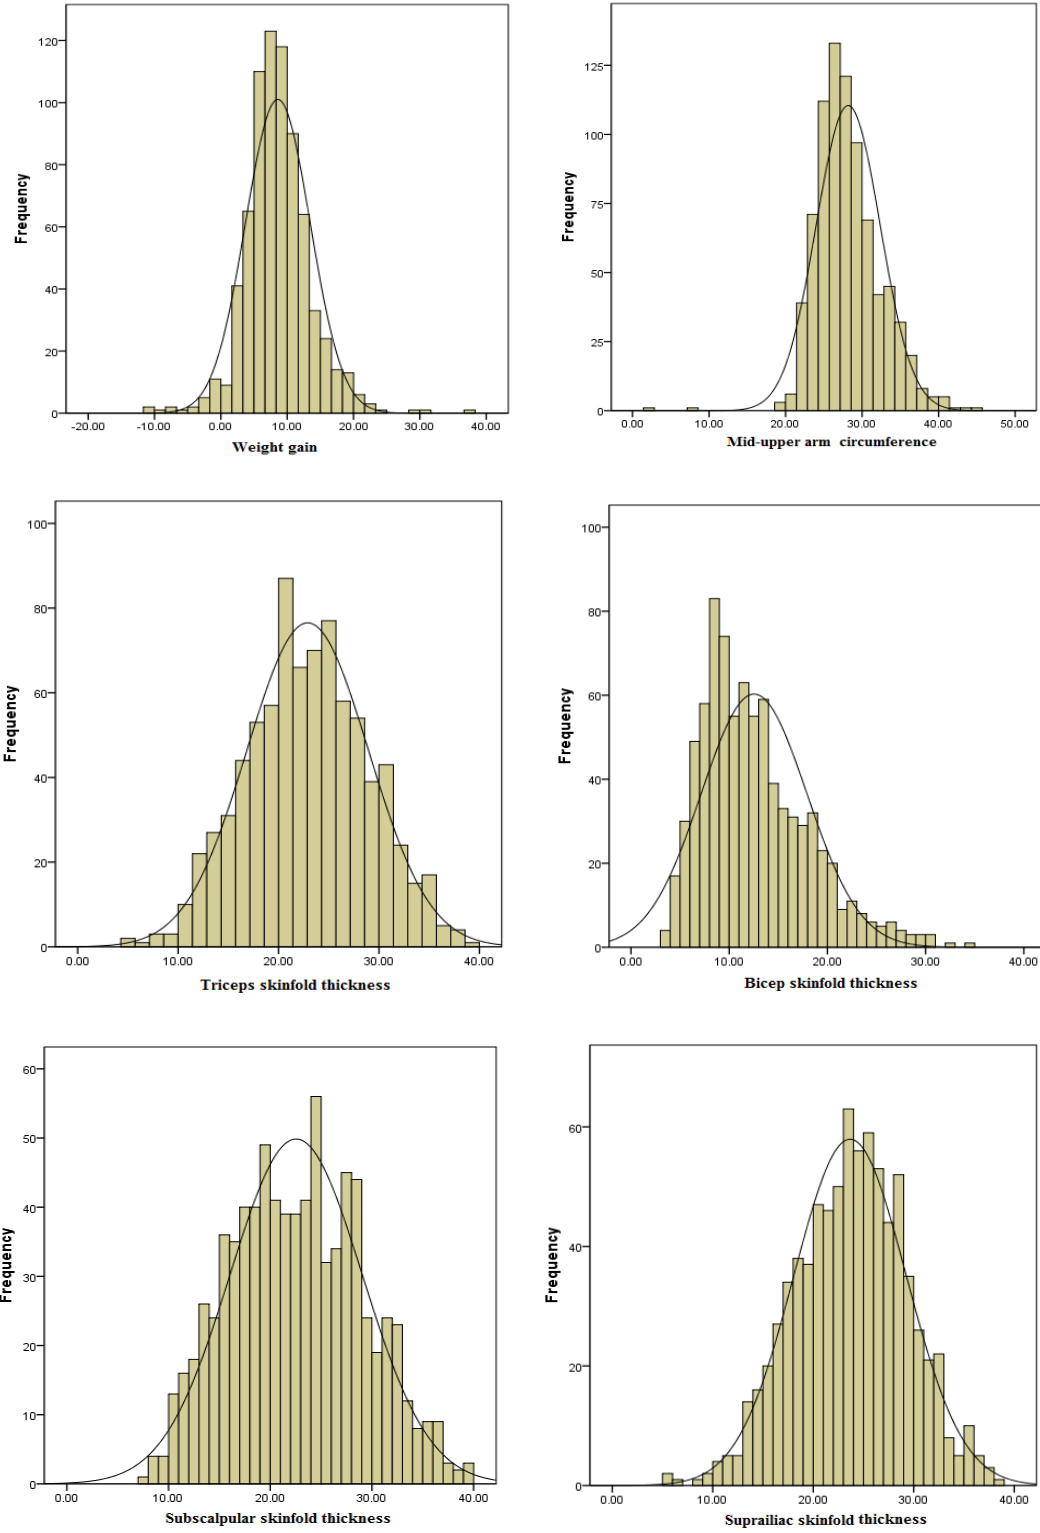 120
100
80
60
40
20
0
Frequency
-20.00 -10.00 0.00 10.00 20.00 30.00 40.00
Weight gain
125
100
75
50
25
0
Frequency
0.00 10.00 20.00 30.00 40.00 50.00
Mid-upper arm circumference
100
80
60
40
20
0
Frequency
0.00 10.00 20.00 30.00 40.00
Triceps skinfold thickness
100
80
60
40
20
0
Frequency
0.00 10.00 20.00 30.00 40.00
Bicep skinfold thickness
60
50
40
30
20
10
0
Frequency
0.00 10.00 20.00 30.00 40.00
Subscalpular skinfold thickness
60
40
20
0
Frequency
0.00 10.00 20.00 30.00 40.00
Suprailiac skinfold thickness